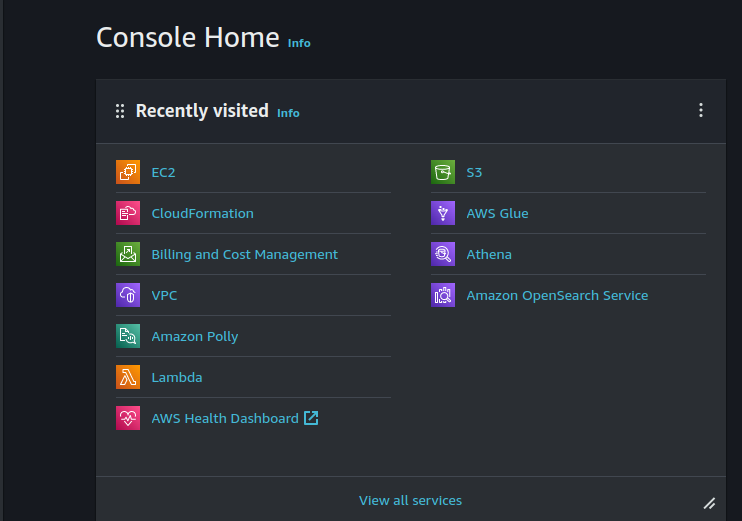 Console Home Info
Recently visited Info
EC2
CloudFormation
Billing and Cost Management
VPC
Amazon Polly
Lambda
AWS Health Dashboard
S3
AWS Glue
Athena
Amazon OpenSearch Service
View all services